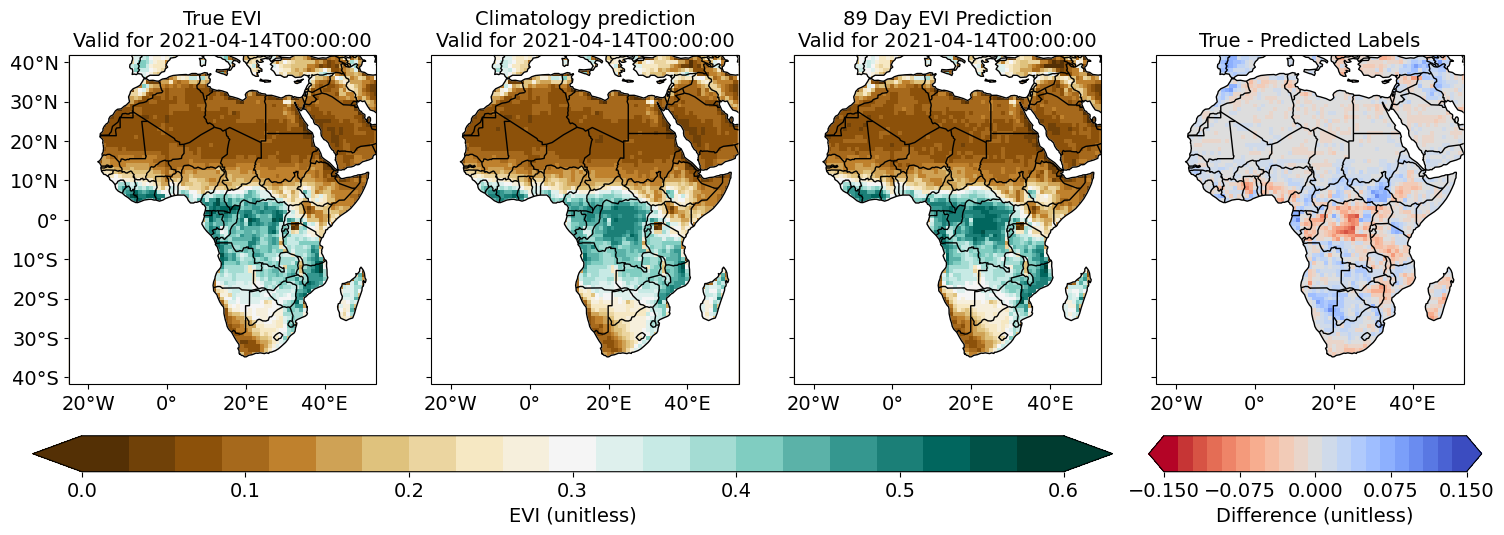 True EVI
Valid for 2021-04-14T00:00:00
Climatology prediction
Valid for 2021-04-14T00:00:00
89 Day EVI Prediction
Valid for 2021-04-14T00:00:00
True - Predicted Labels
40°N
30°N
20°N
10°N
0°
10°S
20°S
30°S
40°S
20°W 0° 20°E 40°E
20°W 0° 20°E 40°E
20°W 0° 20°E 40°E
20°W 0° 20°E 40°E
0.0 0.1 0.2 0.3 0.4 0.5 0.6
EVI (unitless)
−0.150 −0.075 0.000 0.075 0.150
Difference (unitless)